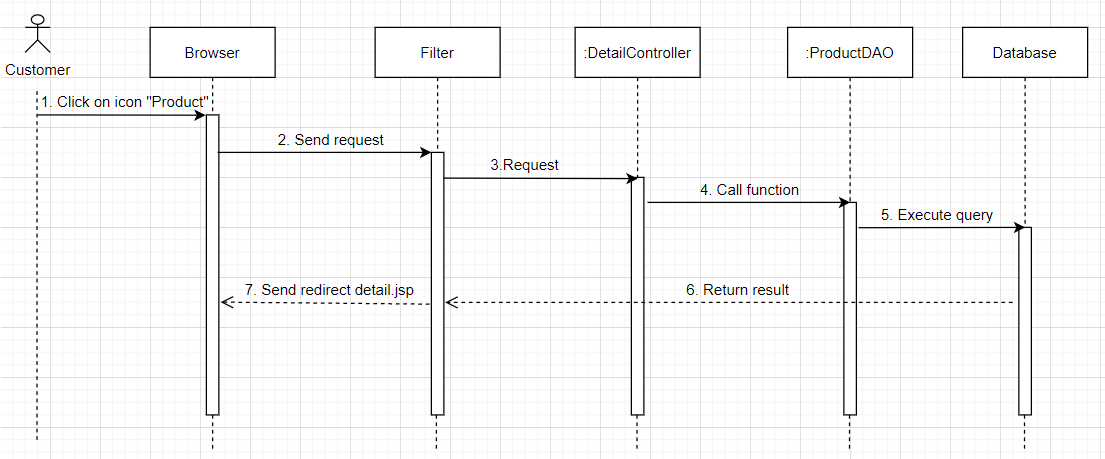 Customer
Browser
Filter
:DetailController
:ProductDAO
Database
1. Click on icon "Product"
2. Send request
3.Request
4. Call function
5. Execute query
7. Send redirect detail.jsp
6. Return result